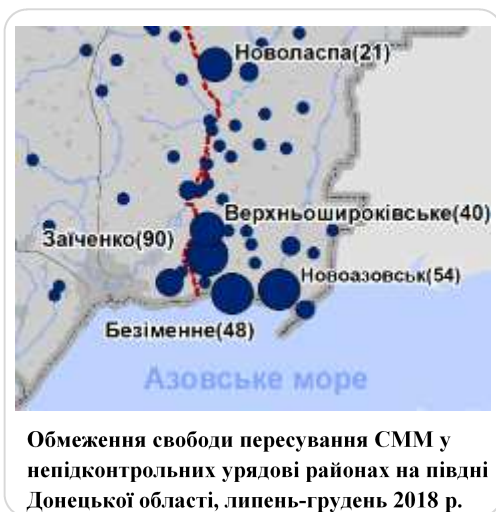 Новоласпа(21)
Верхньошироківське(40)
Заїченко(90)
Новоазовськ(54)
Безіменне(48)
Азовське море
Обмеження свободи пересування СММ у
непідконтрольних урядові районах на півдні
Донецької області, липень-грудень 2018 р.